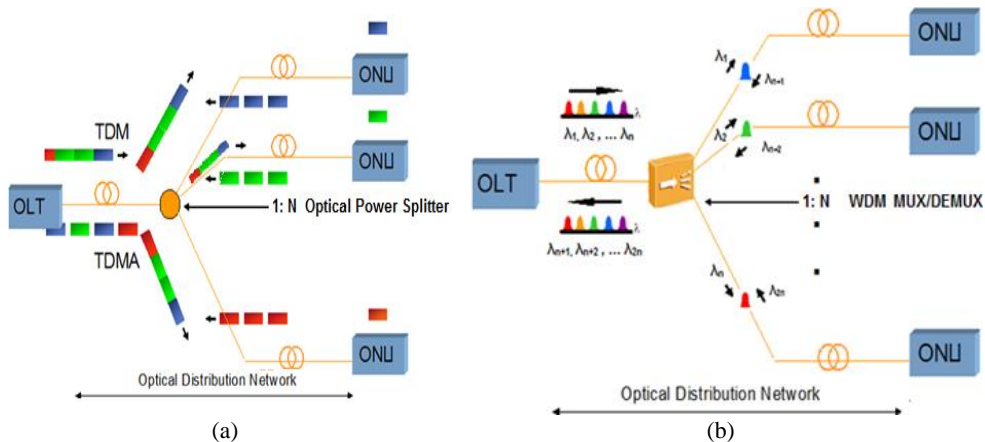 TDM
OLT
TDMA
ONU
ONU
ONU
1: N Optical Power Splitter
Optical Distribution Network
(a)
λ
λ1, λ2 , ... λn
OLT
λ
λn+1, λn+2 , ... λ2n
λ1
λn+1
λ2
λn+2
ONU
ONU
1: N WDM MUX/DEMUX
λn
λ2n
ONU
Optical Distribution Network
(b)